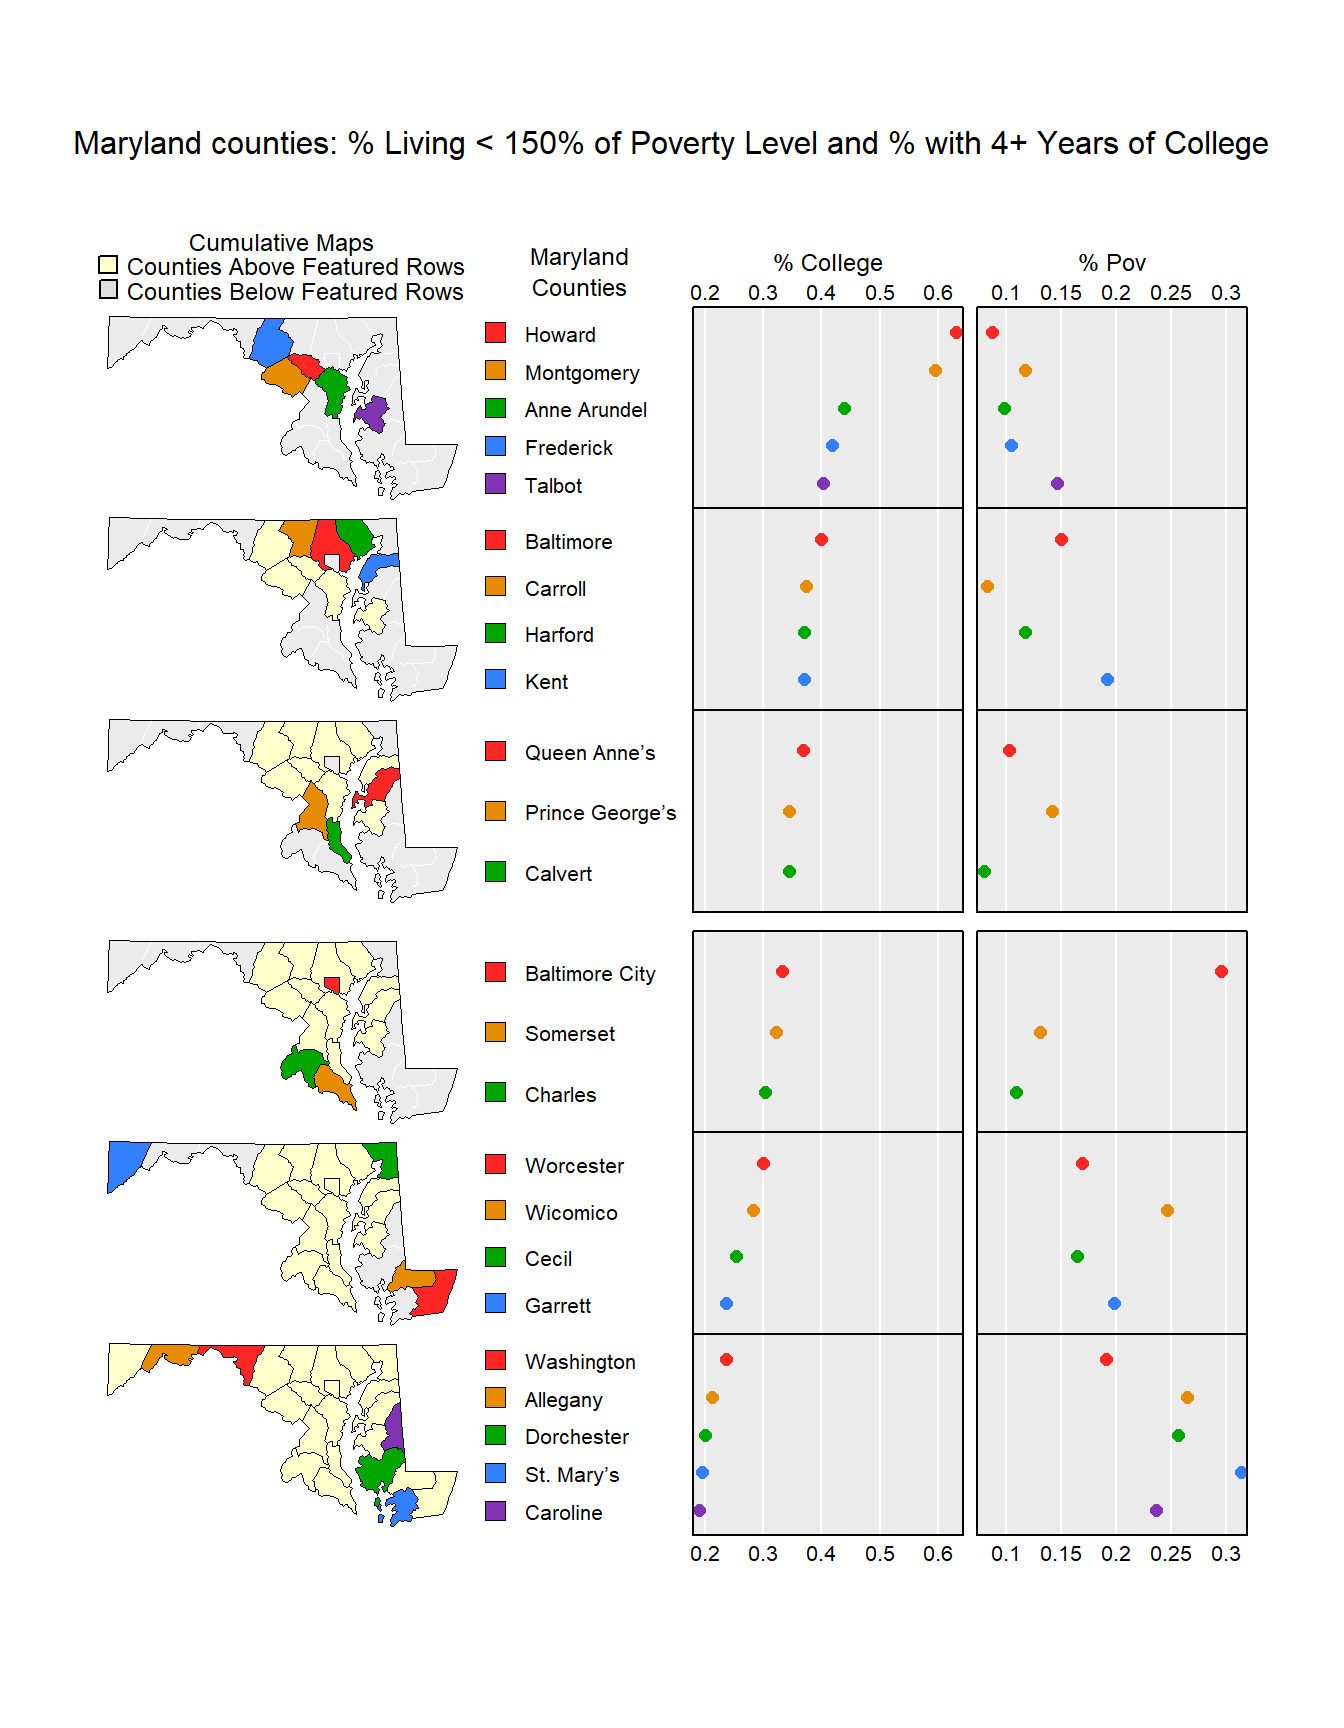 Maryland counties: % Living < 150% of Poverty Level and % with 4+ Years of College
Cumulative Maps
Counties Above Featured Rows
Counties Below Featured Rows
Maryland
Counties
% College
% Pov
0.2 0.3 0.4 0.5 0.6
0.1 0.15 0.2 0.25 0.3
Howard
Montgomery
Anne Arundel
Frederick
Talbot
Baltimore
Carroll
Harford
Kent
Queen Anne’s
Prince George’s
Calvert
Baltimore City
Somerset
Charles
Worcester
Wicomico
Cecil
Garrett
Washington
Allegany
Dorchester
St. Mary’s
Caroline
0.2 0.3 0.4 0.5 0.6
0.1 0.15 0.2 0.25 0.3